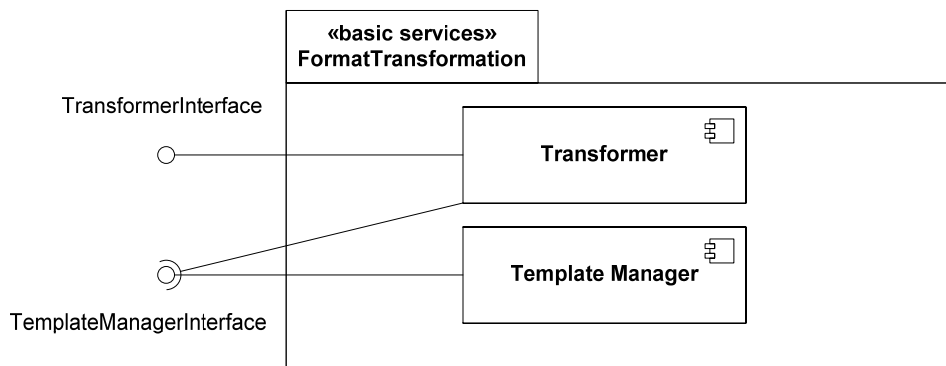 «basic services»
FormatTransformation
TransformerInterface
Transformer
Template Manager
TemplateManagerInterface